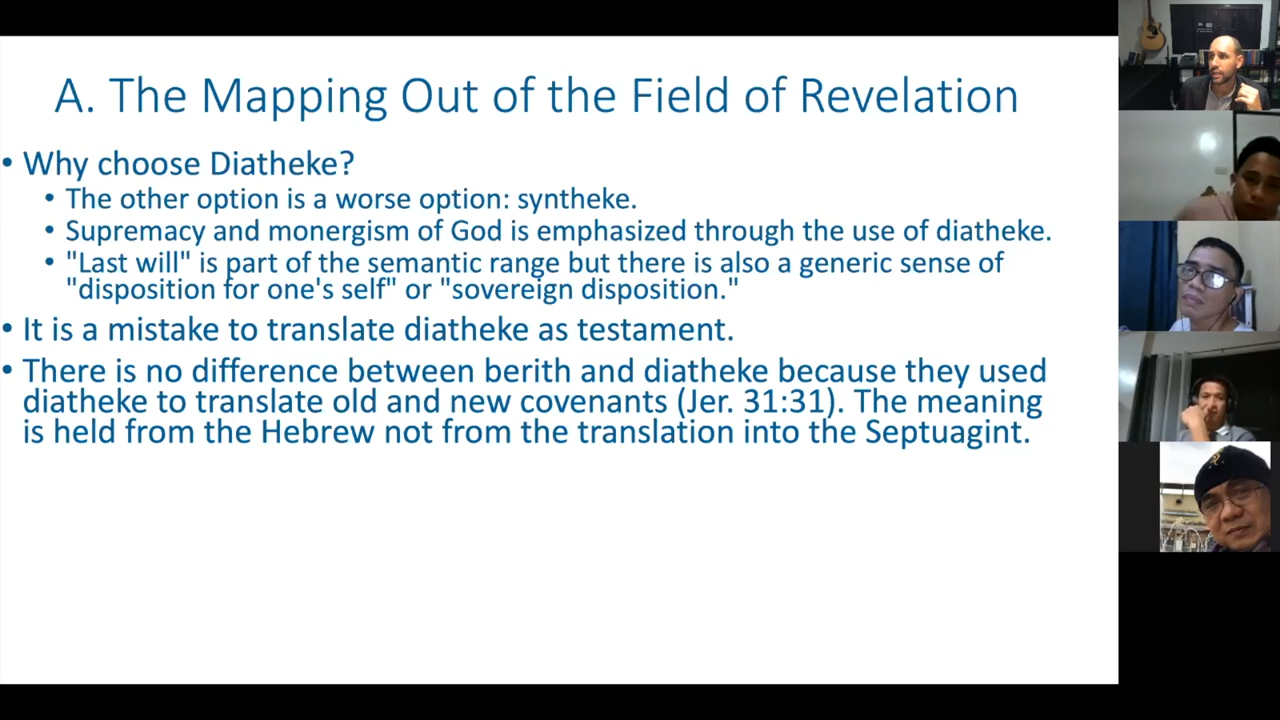 A. The Mapping Out of the Field of Revelation
• Why choose Diatheke?
• The other option is a worse option: syntheke.
• Supremacy and monergism of God is emphasized through the use of diatheke.
• "Last will" is part of the semantic range but there is also a generic sense of
"disposition for one's self" or "sovereign disposition."
• It is a mistake to translate diatheke as testament.
• There is no difference between berith and diatheke because they used
diatheke to translate old and new covenants (Jer. 31:31). The meaning
is held from the Hebrew not from the translation into the Septuagint.